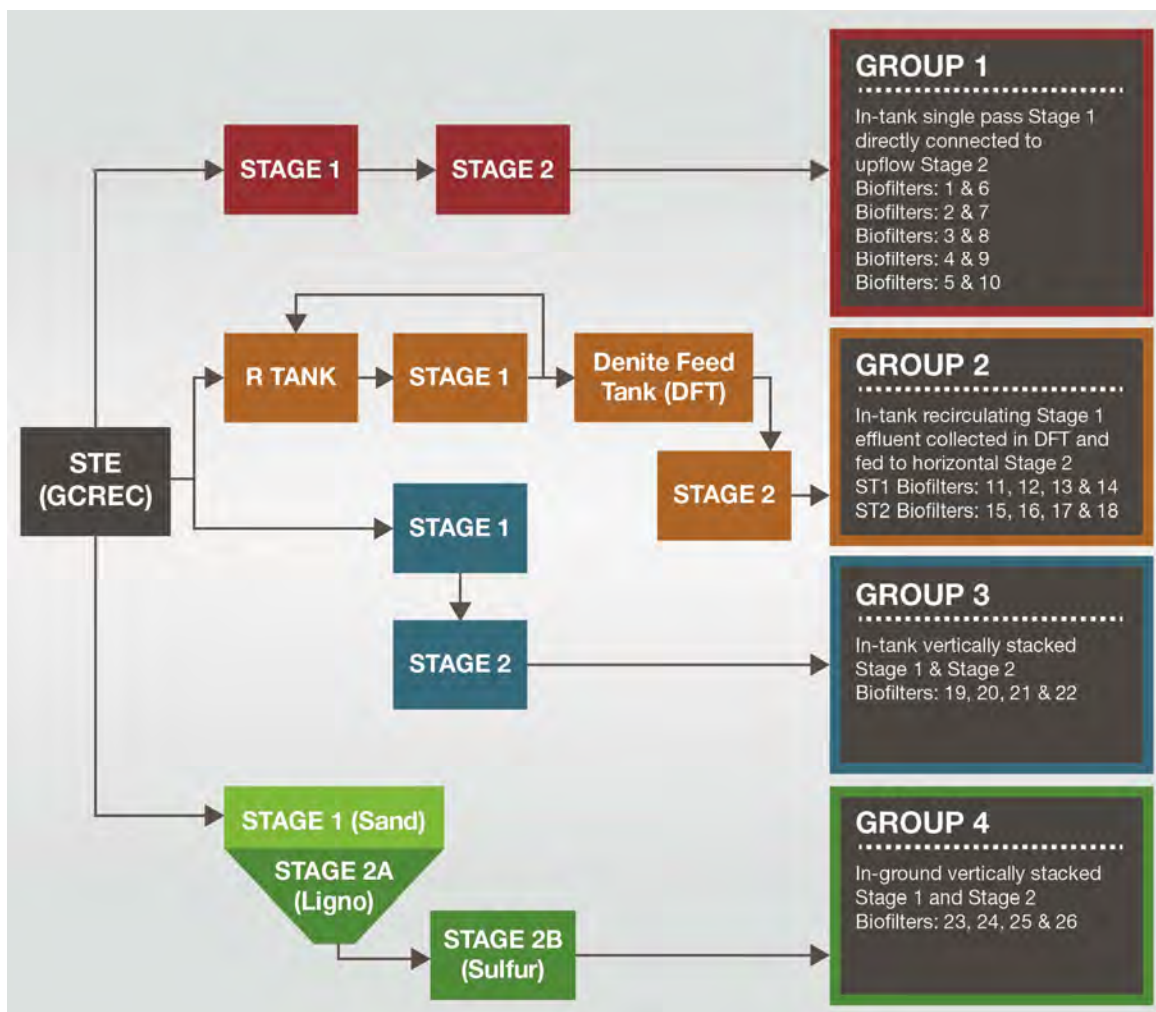 STE
(GCREC)
STAGE 1
STAGE 2
GROUP 1
In-tank single pass Stage 1
directly connected to
upflow Stage 2
Biofilters: 1 & 6
Biofilters: 2 & 7
Biofilters: 3 & 8
Biofilters: 4 & 9
Biofilters: 5 & 10
R TANK
STAGE 1
Denite Feed
Tank (DFT)
STAGE 2
GROUP 2
In-tank recirculating Stage 1
effluent collected in DFT and
fed to horizontal Stage 2
ST1 Biofilters: 11, 12, 13 & 14
ST2 Biofilters: 15, 16, 17 & 18
STAGE 1
STAGE 2
GROUP 3
In-tank vertically stacked
Stage 1 & Stage 2
Biofilters: 19, 20, 21 & 22
STAGE 1 (Sand)
STAGE 2A
(Ligno)
STAGE 2B
(Sulfur)
GROUP 4
In-ground vertically stacked
Stage 1 and Stage 2
Biofilters: 23, 24, 25 & 26